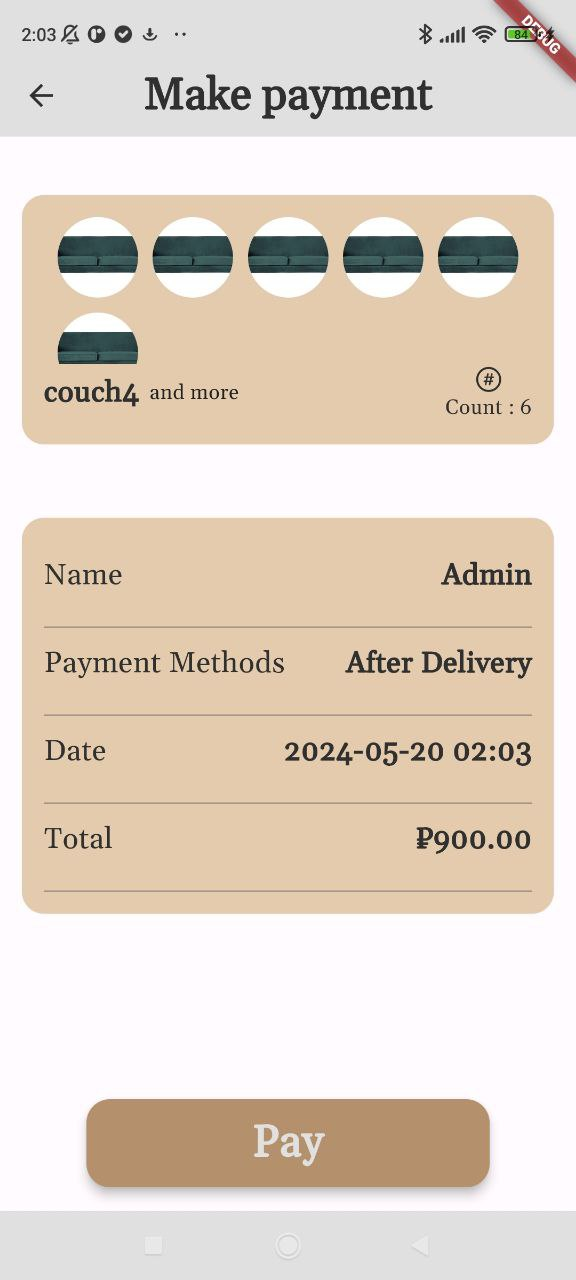 2:03
84
DEBUG
Make payment
couch4 and more
#
Count : 6
Name Admin
Payment Methods After Delivery
Date 2024-05-20 02:03
Total ₽900.00
Pay